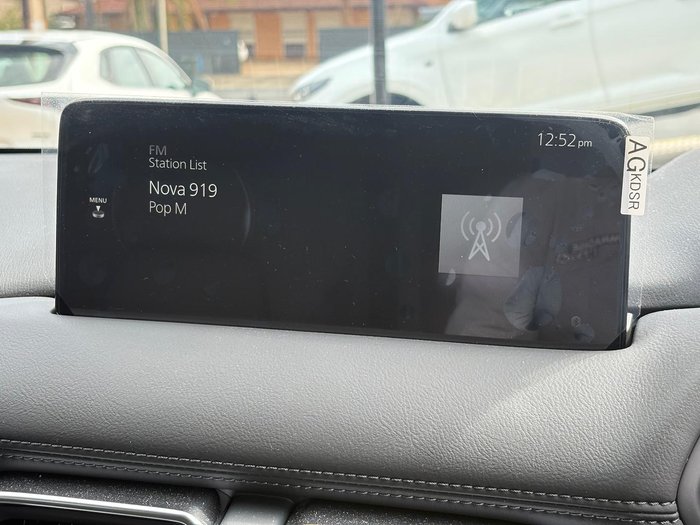 FM
Station List
Nova 919
Pop M
MENU
12:52 pm
AG
KDSR